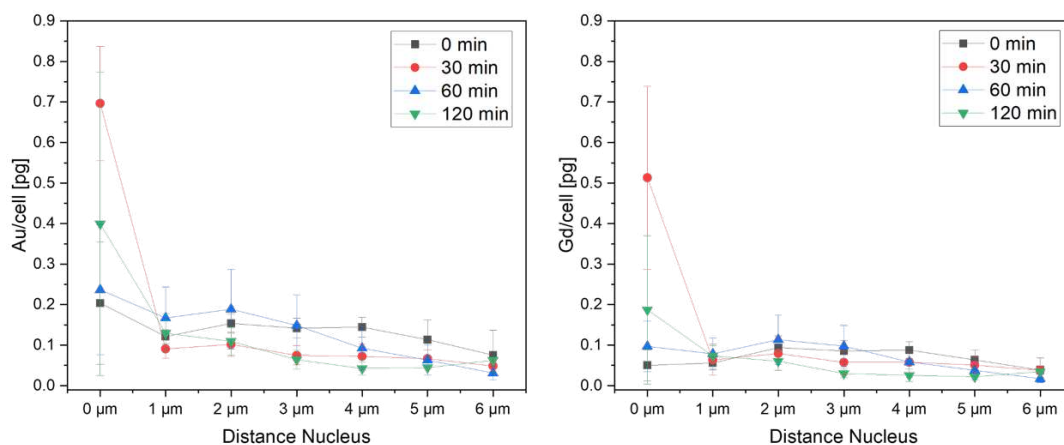 0.9
0.8
0.7
0.6
0.5
0.4
0.3
0.2
0.1
0.0
Au/cell [pg]
0 min
30 min
60 min
120 min
0 µm 1 µm 2 µm 3 µm 4 µm 5 µm 6 µm
Distance Nucleus
0.9
0.8
0.7
0.6
0.5
0.4
0.3
0.2
0.1
0.0
Gd/cell [pg]
0 min
30 min
60 min
120 min
0 µm 1 µm 2 µm 3 µm 4 µm 5 µm 6 µm
Distance Nucleus